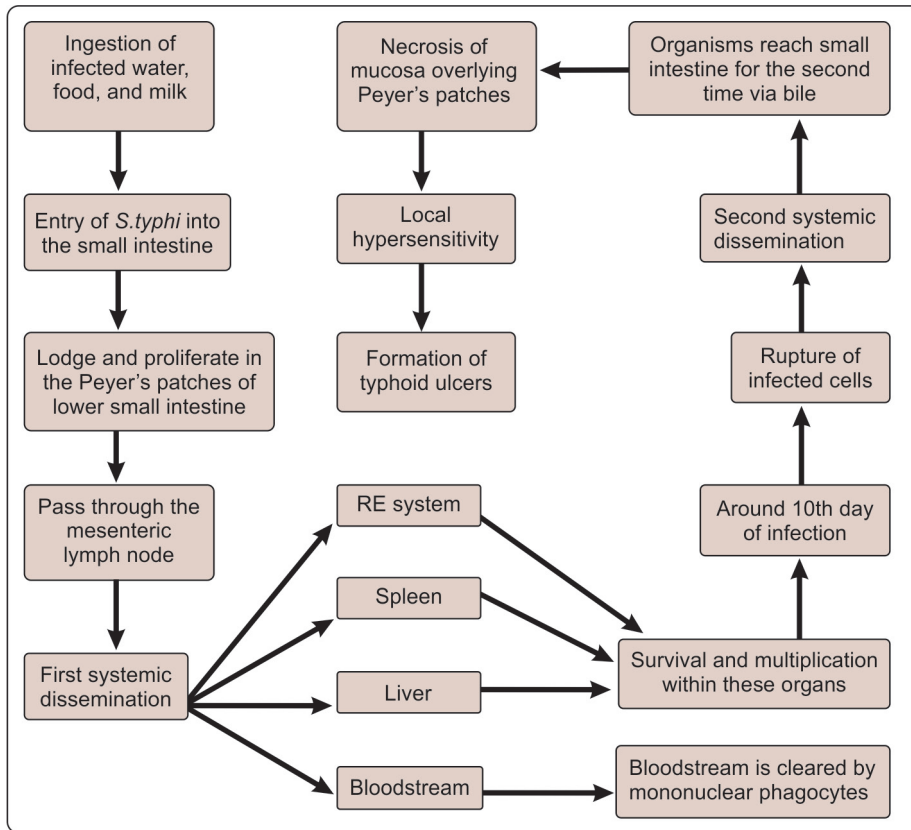 Ingestion of
infected water,
food, and milk
Entry of S.typhi into
the small intestine
Lodge and proliferate in
the Peyer's patches of
lower small intestine
Pass through the
mesenteric
lymph node
First systemic
dissemination
RE system
Spleen
Liver
Bloodstream
Bloodstream is cleared by
mononuclear phagocytes
Survival and multiplication
within these organs
Around 10th day
of infection
Rupture of
infected cells
Second systemic
dissemination
Organisms reach small
intestine for the second
time via bile
Necrosis of
mucosa overlying
Peyer's patches
Local
hypersensitivity
Formation of
typhoid ulcers